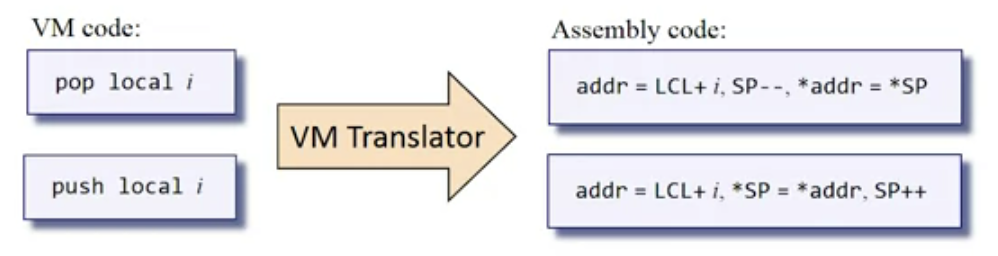 VM code:
Assembly code:
pop local i
addr = LCL+ i, SP--, *addr = *SP
VM Translator
push local i
addr = LCL+ i, *SP = *addr, SP++